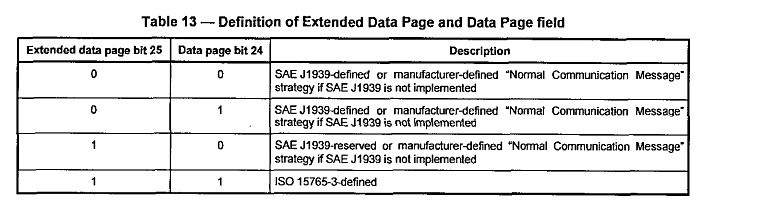 Table 13 — Definition of Extended Data Page and Data Page field
Extended data page bit 25 Data page bit 24 Description
0 0 SAE J1939-defined or manufacturer-defined "Normal Communication Message"
strategy if SAE J1939 is not implemented
0 1 SAE J1939-defined or manufacturer-defined "Normal Communication Message"
strategy if SAE J1939 is not implemented
1 0 SAE J1939-reserved or manufacturer-defined "Normal Communication Message"
strategy if SAE J1939 is not implemented
1 1 ISO 15765-3-defined